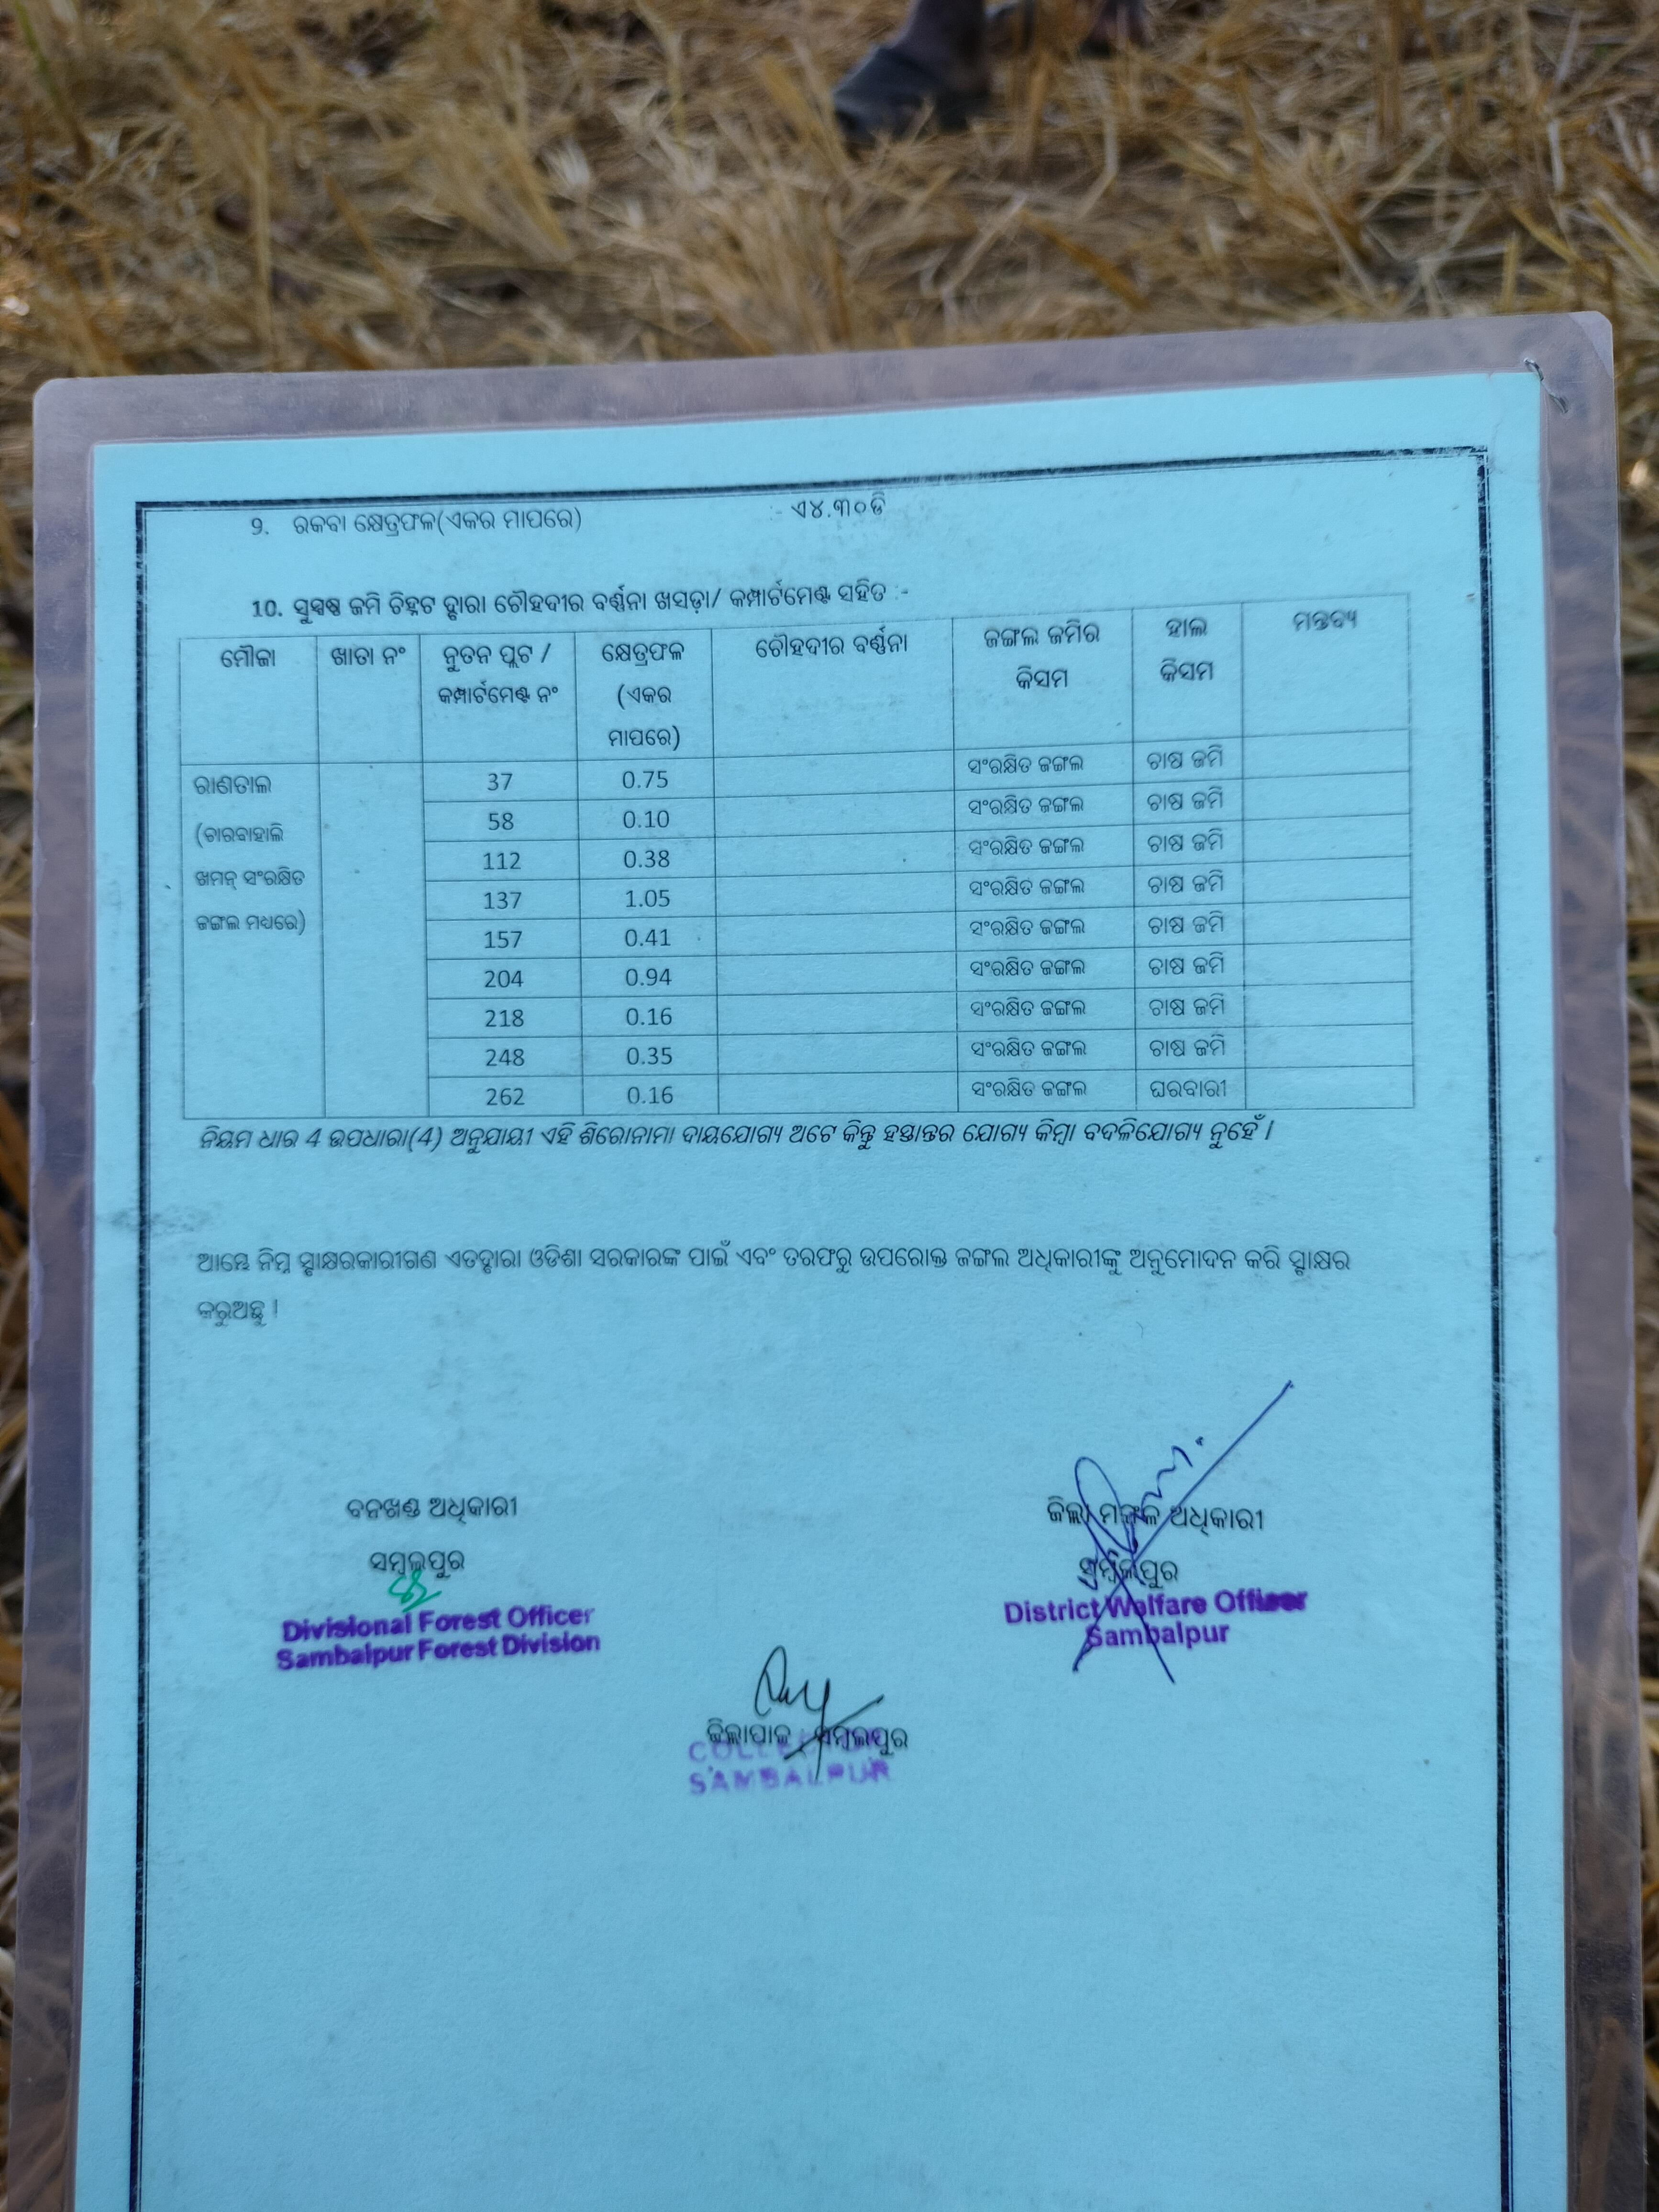 9. ରକବା କ୍ଷେତ୍ରଫଳ(ଏକର ମାପରେ) :- ଏ୪.୩୦ଡି
10. ସୁସ୍ପଷ୍ଟ ଜମି ଚିହ୍ନଟ ଦ୍ବାରା ଚୌହଦୀର ବର୍ଣ୍ଣନା ଖସଡ଼ା/ କମ୍ପାର୍ଟମେଣ୍ଟ ସହିତ :-
ମୌଜା ଖାତା ନଂ ନୁତନ ପ୍ଲଟ / କମ୍ପାର୍ଟମେଣ୍ଟ ନଂ କ୍ଷେତ୍ରଫଳ (ଏକର ମାପରେ) ଚୌହଦୀର ବର୍ଣ୍ଣନା ଜଙ୍ଗଲ ଜମିର କିସମ ହାଲ କିସମ ମନ୍ତବ୍ୟ
ରାଣତାଲ 37 0.75 ସଂରକ୍ଷିତ ଜଙ୍ଗଲ ଚାଷ ଜମି
(ଚାରବାହାଲି 58 0.10 ସଂରକ୍ଷିତ ଜଙ୍ଗଲ ଚାଷ ଜମି
112 0.38 ସଂରକ୍ଷିତ ଜଙ୍ଗଲ ଚାଷ ଜମି
ଖମନ୍ ସଂରକ୍ଷିତ 137 1.05 ସଂରକ୍ଷିତ ଜଙ୍ଗଲ ଚାଷ ଜମି
ଜଙ୍ଗଲ ମଧ୍ୟରେ) 157 0.41 ସଂରକ୍ଷିତ ଜଙ୍ଗଲ ଚାଷ ଜମି
204 0.94 ସଂରକ୍ଷିତ ଜଙ୍ଗଲ ଚାଷ ଜମି
218 0.16 ସଂରକ୍ଷିତ ଜଙ୍ଗଲ ଚାଷ ଜମି
248 0.35 ସଂରକ୍ଷିତ ଜଙ୍ଗଲ ଚାଷ ଜମି
262 0.16 ସଂରକ୍ଷିତ ଜଙ୍ଗଲ ଘରବାରୀ
ନିୟମ ଧାରା 4 ଉପଧାରା(4) ଅନୁଯାୟୀ ଏହି ଶିରୋନାମା ଦାୟଯୋଗ୍ୟ ଅଟେ କିନ୍ତୁ ହସ୍ତାନ୍ତର ଯୋଗ୍ୟ କିମ୍ବା ବଦଳିଯୋଗ୍ୟ ନୁହେଁ ।
ଆମ୍ଭେ ନିମ୍ନ ସ୍ବାକ୍ଷରକାରୀଗଣ ଏତଦ୍ବାରା ଓଡିଶା ସରକାରଙ୍କ ପାଇଁ ଏବଂ ତରଫରୁ ଉପରୋକ୍ତ ଜଙ୍ଗଲ ଅଧିକାରୀଙ୍କୁ ଅନୁମୋଦନ କରି ସ୍ବାକ୍ଷର
କରୁଅଛୁ ।
ବନଖଣ୍ଡ ଅଧିକାରୀ
ସମ୍ବଲପୁର
Divisional Forest Officer
Sambalpur Forest Division
ଜିଲ୍ଲା ମଙ୍ଗଳ ଅଧିକାରୀ
ସମ୍ବଲପୁର
District Welfare Officer
Sambalpur
ଜିଲ୍ଲାପାଳ ସମ୍ବଲପୁର
SAMBALPUR